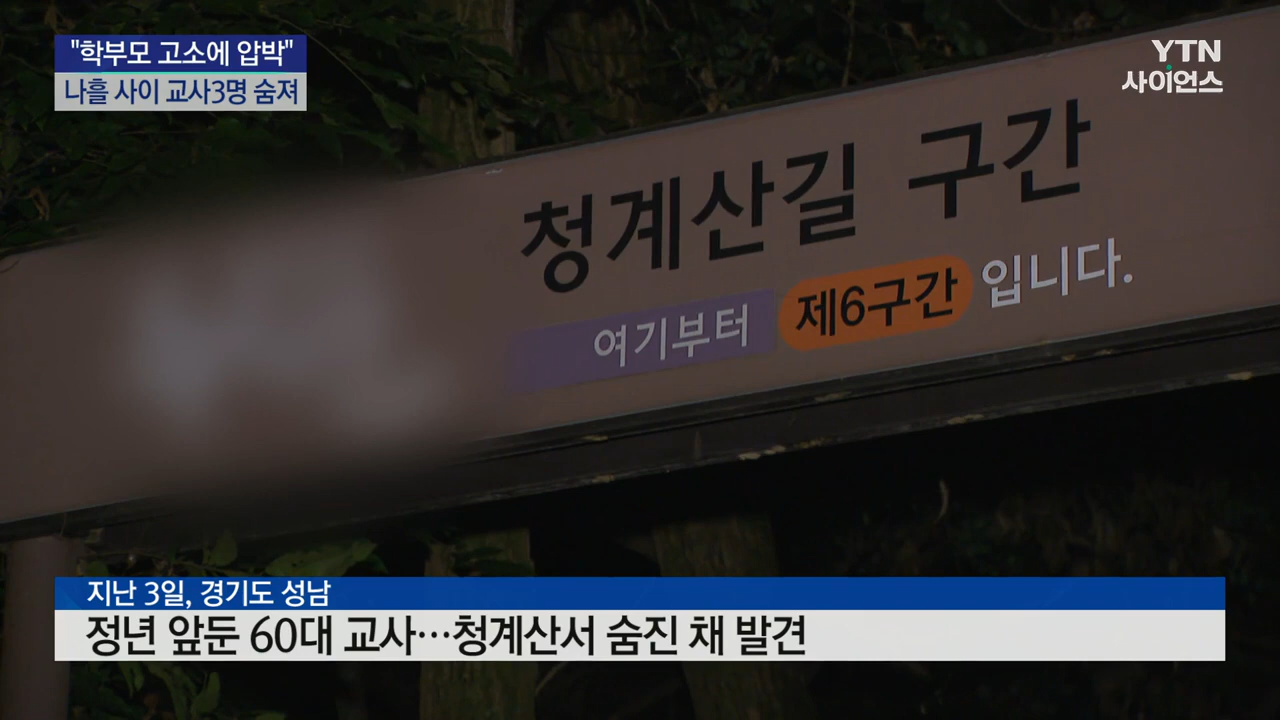 "학부모 고소에 압박"
나흘 사이 교사3명 숨져
YTN
사이언스
청계산길 구간
여기부터 제6구간 입니다.
지난 3일, 경기도 성남
정년 앞둔 60대 교사…청계산서 숨진 채 발견